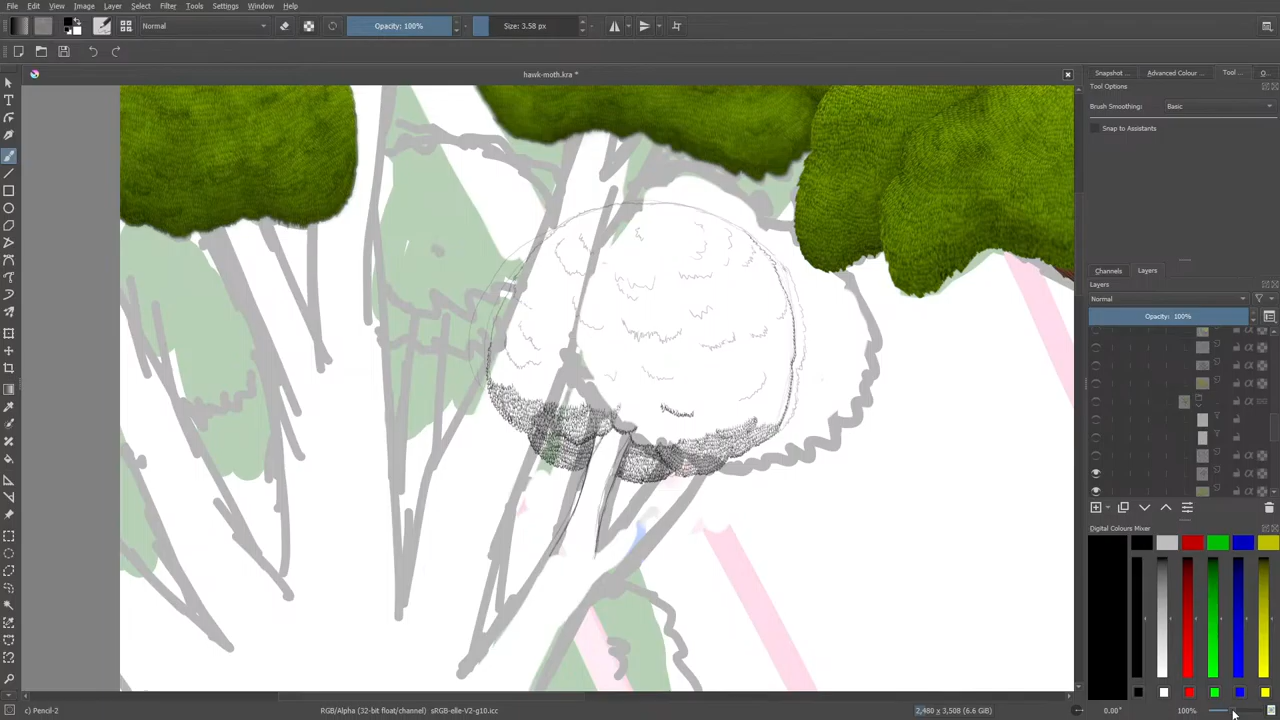 File Edit View Image Layer Select Filter Tools Settings Window Help
Normal Opacity: 100% Size: 3.58 px
hawk-moth.kra *
Snapshot ... Advanced Colour ... Tool ... O...
Tool Options
Brush Smoothing: Basic
Snap to Assistants
Channels Layers
Layers
Normal
Opacity: 100%
Digital Colours Mixer
c) Pencil-2 RGB/Alpha (32-bit float/channel) sRGB-elle-V2-g10.icc 2,480 x 3,508 (6.6 GiB) 0.00° 100%